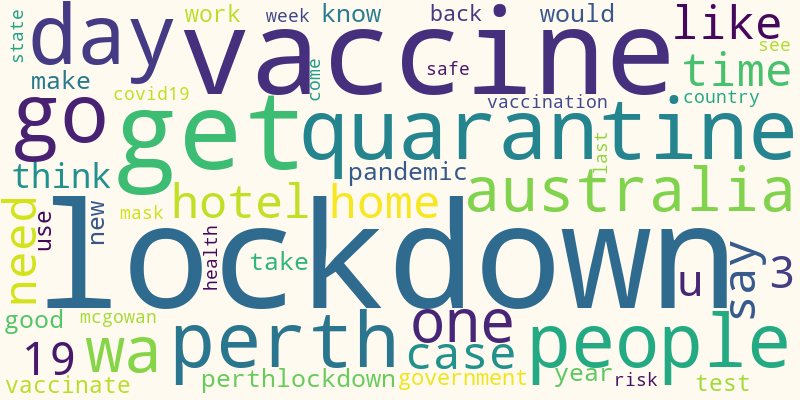 state
day
work
week
know
back
would
like
vaccine
see
make
covid19
come
safe
time
go
get
vaccination
country
quarantine
last
think
pandemic
need
use
new
mask
hotel
home
australia
lockdown
health
take
u
say
3
good
mcgowan
perth
one
people
19
wa
case
vaccinate
perthlockdown
government
year
risk
test